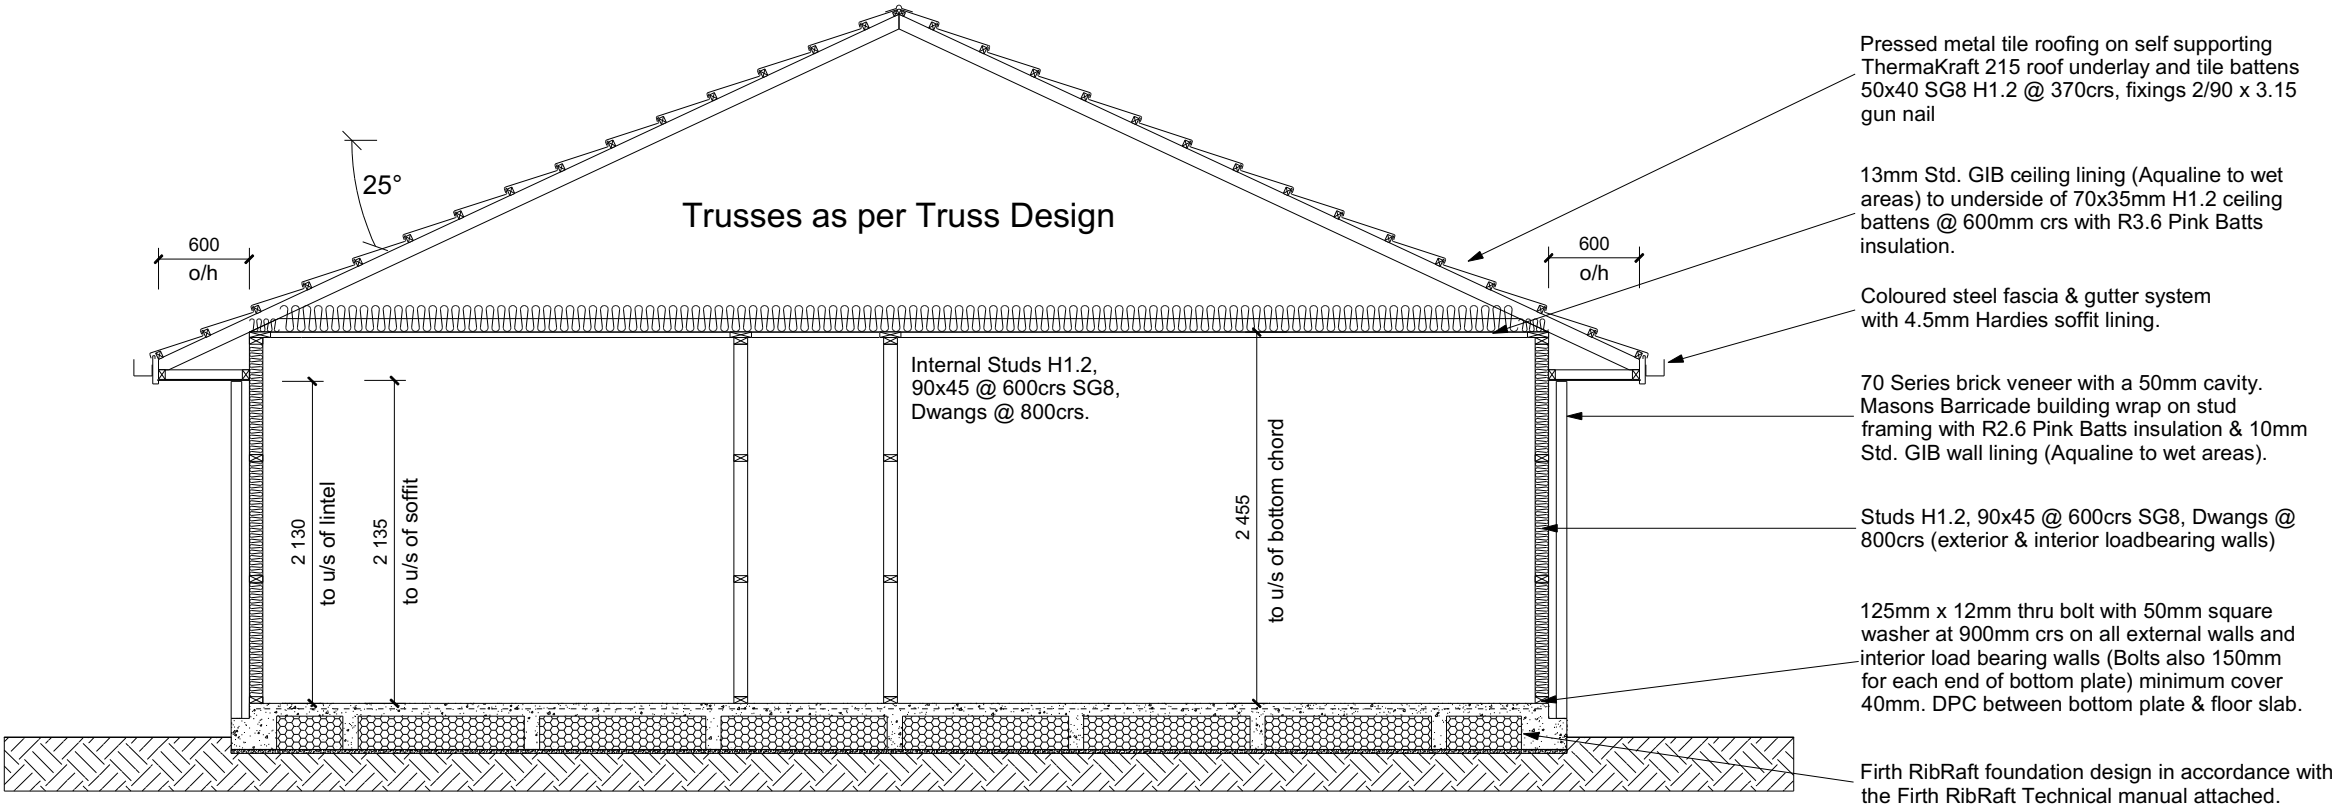 Pressed metal tile roofing on self supporting
ThermaKraft 215 roof underlay and tile battens
50x40 SG8 H1.2 @ 370crs, fixings 2/90 x 3.15
gun nail
25°
Trusses as per Truss Design
13mm Std. GIB ceiling lining (Aqualine to wet
areas) to underside of 70x35mm H1.2 ceiling
battens @ 600mm crs with R3.6 Pink Batts
insulation.
600
o/h
600
o/h
Coloured steel fascia & gutter system
with 4.5mm Hardies soffit lining.
Internal Studs H1.2,
90x45 @ 600crs SG8,
Dwangs @ 800crs.
70 Series brick veneer with a 50mm cavity.
Masons Barricade building wrap on stud
framing with R2.6 Pink Batts insulation & 10mm
Std. GIB wall lining (Aqualine to wet areas).
2 130
to u/s of lintel
2 135
to u/s of soffit
2 455
to u/s of bottom chord
Studs H1.2, 90x45 @ 600crs SG8, Dwangs @
800crs (exterior & interior loadbearing walls)
125mm x 12mm thru bolt with 50mm square
washer at 900mm crs on all external walls and
interior load bearing walls (Bolts also 150mm
for each end of bottom plate) minimum cover
40mm. DPC between bottom plate & floor slab.
Firth RibRaft foundation design in accordance with
the Firth RibRaft Technical manual attached.